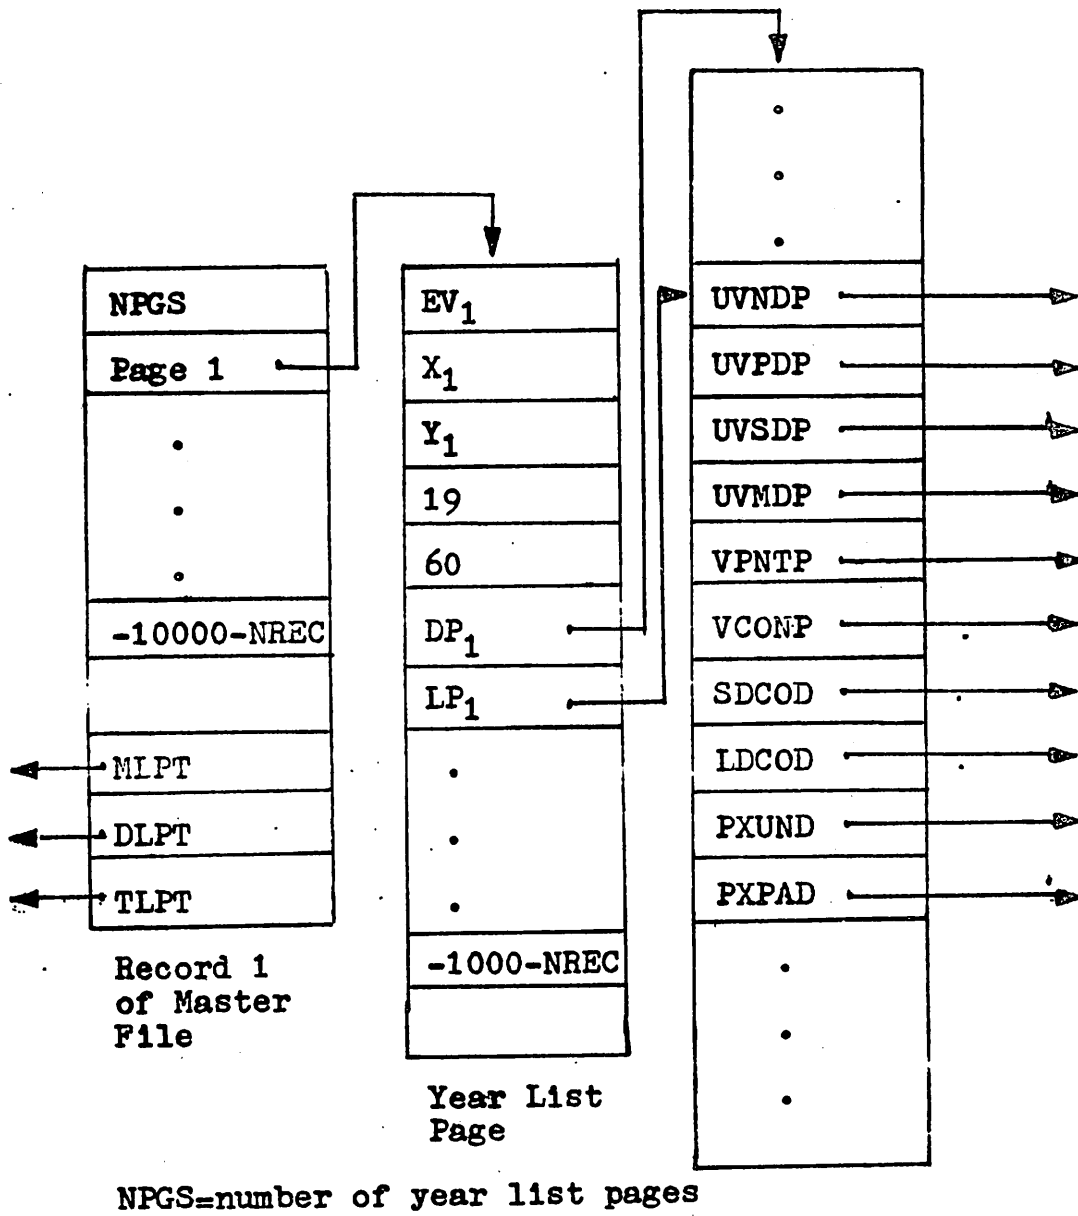 NPGS
Page 1
-10000-NREC
MLPT
DLPT
TLPT
Record 1
of Master
File
EV1
X1
Y1
19
60
DP1
LP1
-1000-NREC
Year List
Page
UVNDP
UVPDP
UVSDP
UVMDP
VPNTP
VCONP
SDCOD
LDCOD
PXUND
PXPAD
NPGS=number of year list pages